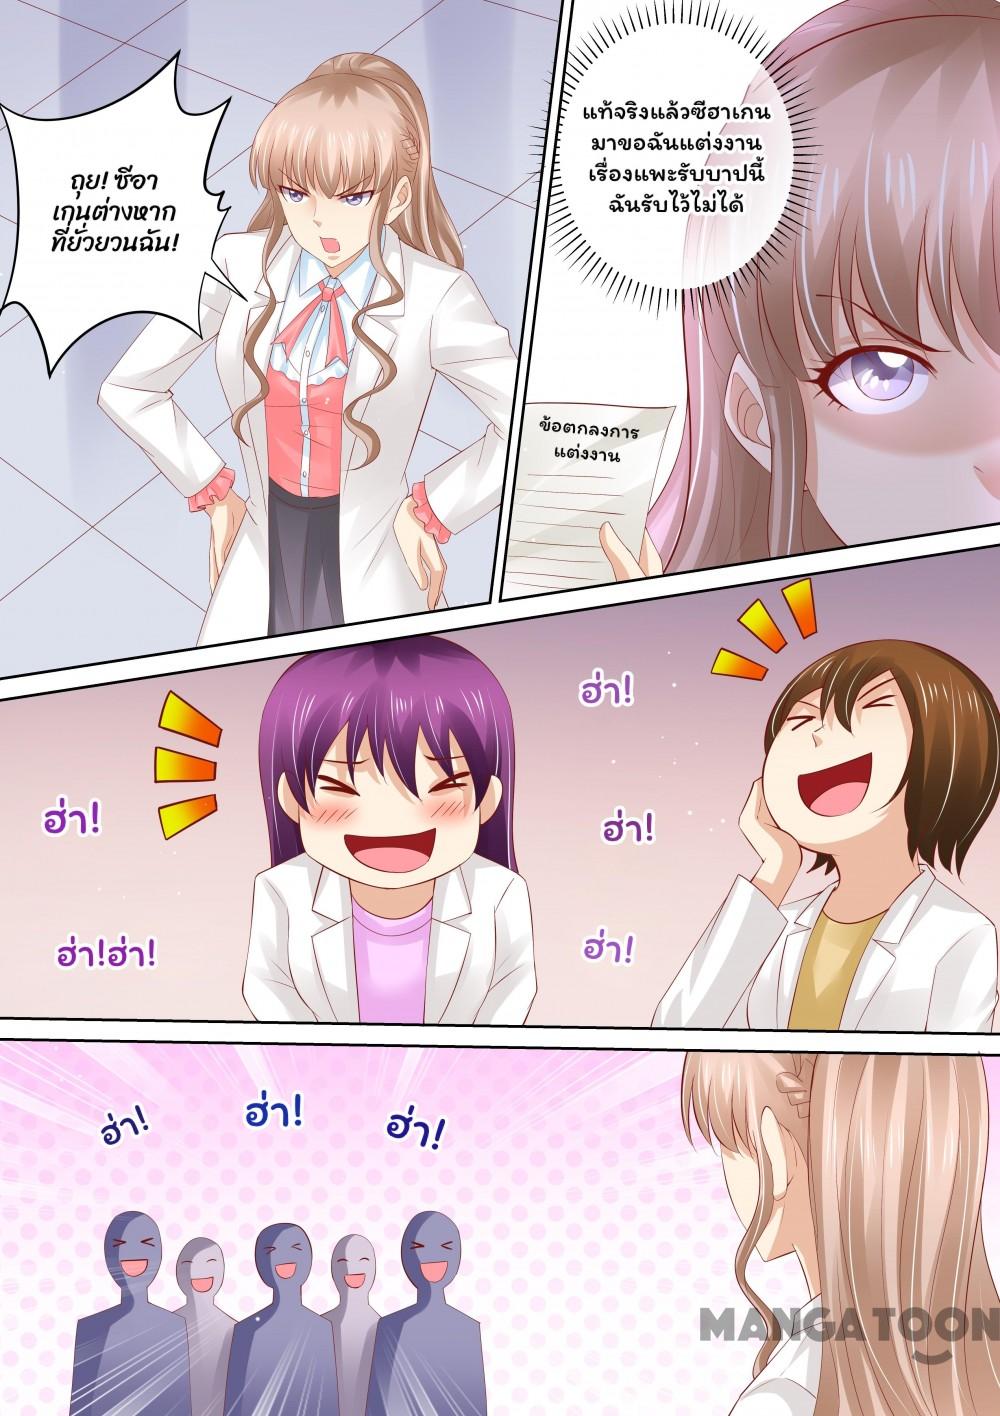 ถุย! ซีอา
เกนต่างหาก
ที่ยั่วยวนฉัน!
แท้จริงแล้วซีฮาเกน
มาขอฉันแต่งงาน
เรื่องแพะรับบาปนี้
ฉันรับไว้ไม่ได้
ข้อตกลงการ
แต่งงาน
ฮ่า!
ฮ่า!
ฮ่า!
ฮ่า!
ฮ่า!ฮ่า!
ฮ่า!
ฮ่า!
ฮ่า!
MANGATOON